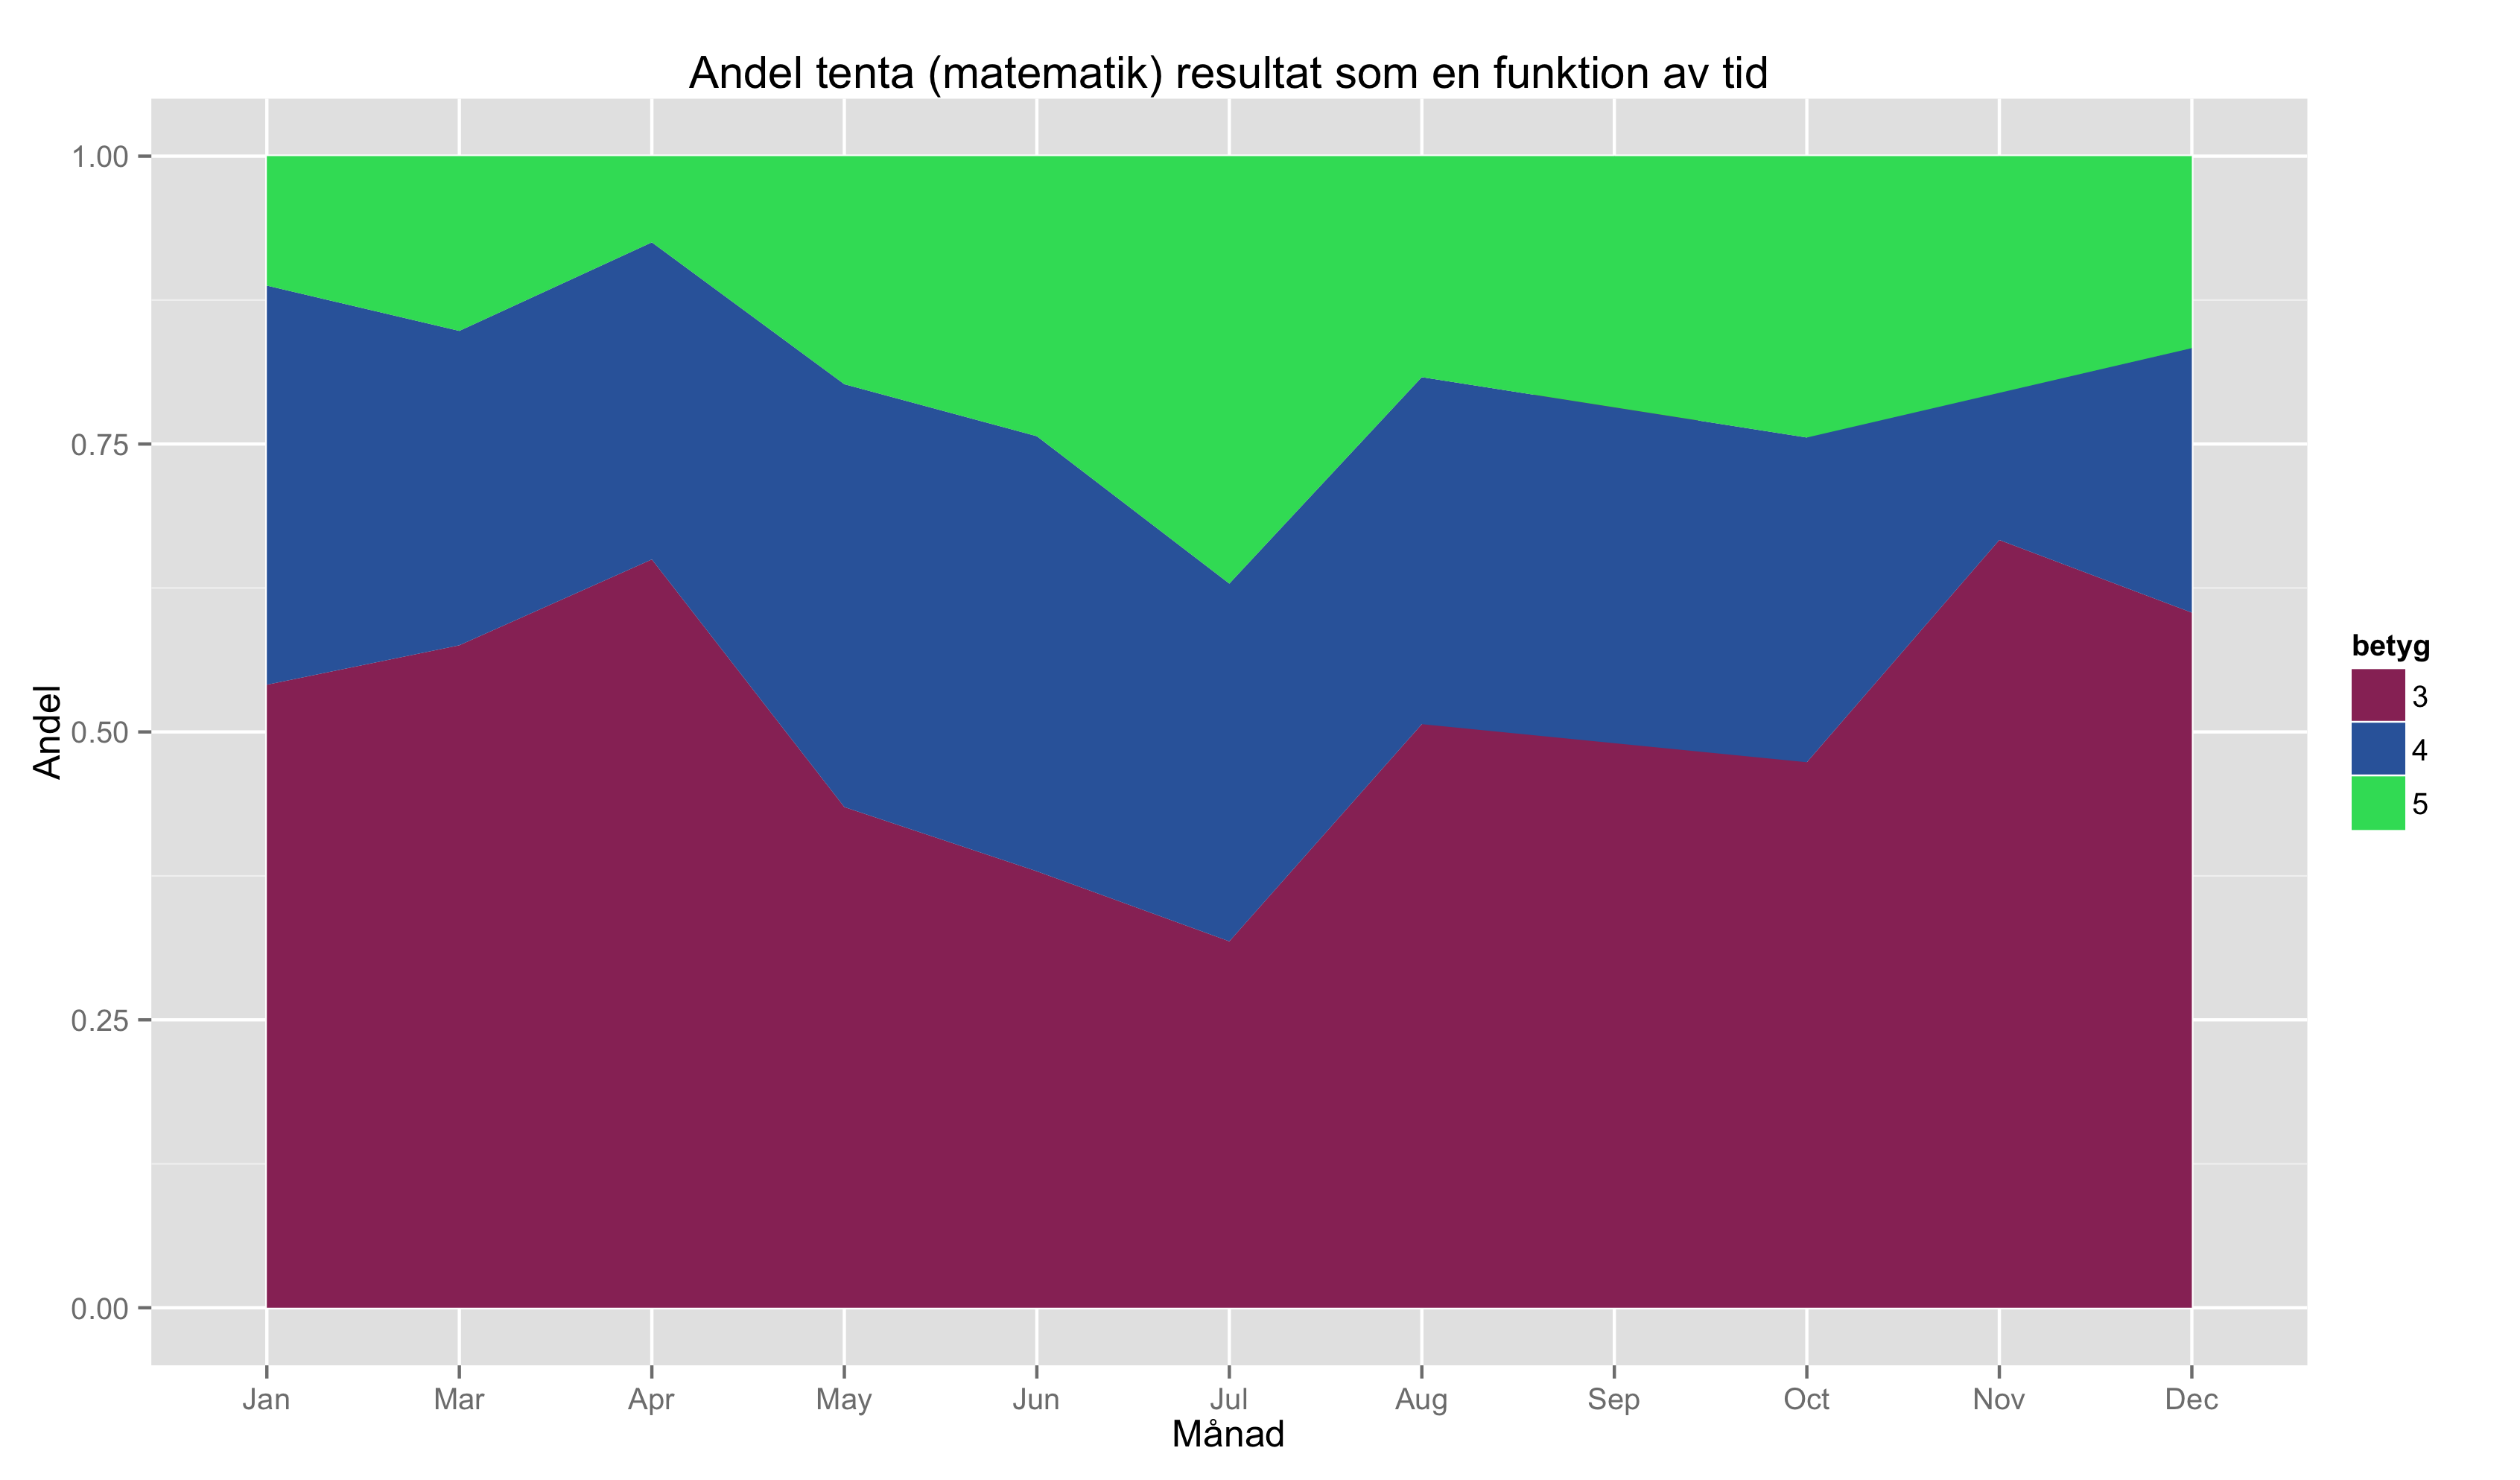 Andel tenta (matematik) resultat som en funktion av tid
1.00
0.75
0.50
0.25
0.00
Andel
Jan Mar Apr May Jun Jul Aug Sep Oct Nov Dec
Månad
betyg
3
4
5